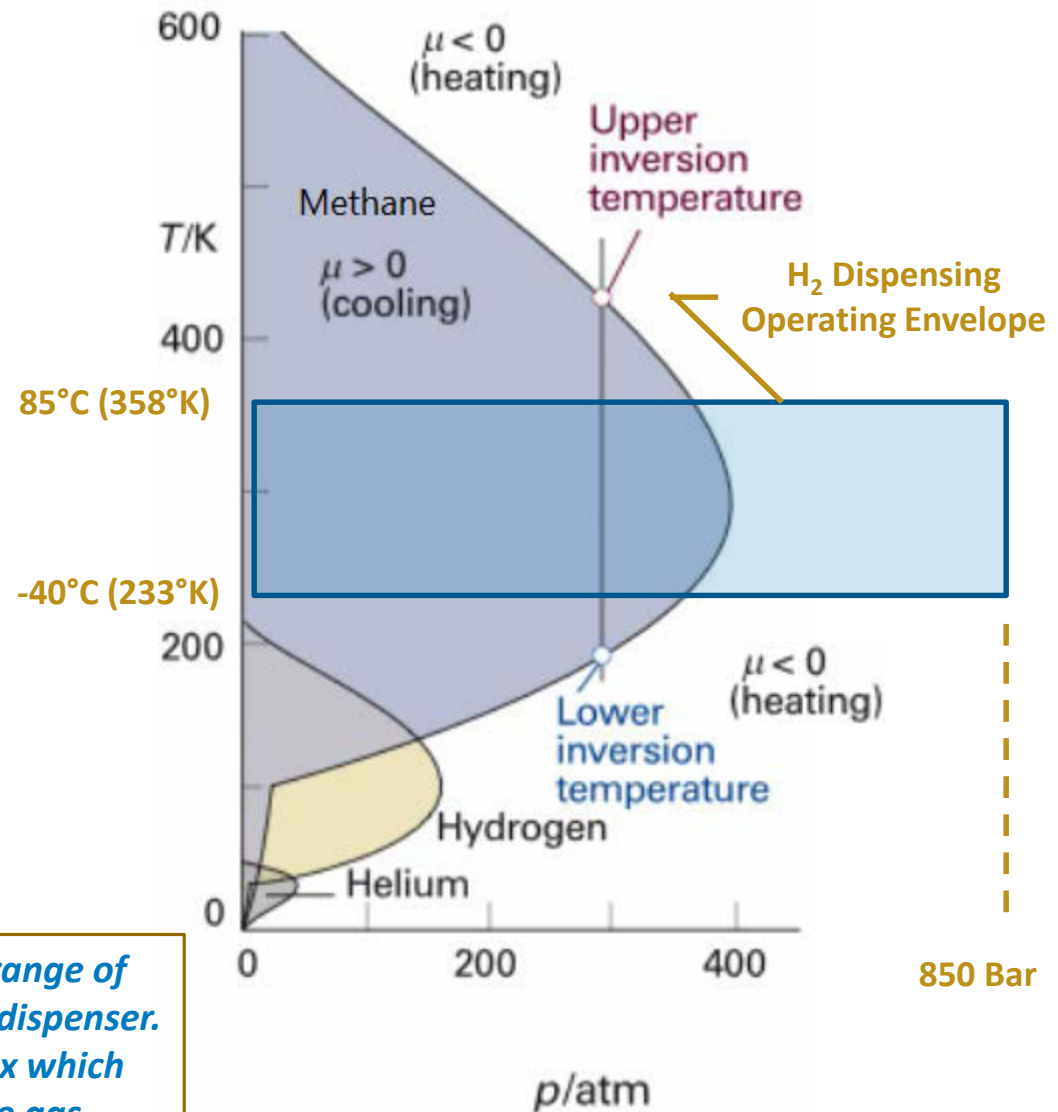 600
μ < 0
(heating)
Upper
inversion
temperature
Methane
T/K
μ > 0
(cooling)
H₂ Dispensing
Operating Envelope
400
85°C (358°K)
-40°C (233°K)
200
μ < 0
(heating)
Lower
inversion
temperature
Hydrogen
Helium
0
0
200
400
850 Bar
range of
dispenser.
which
p/atm